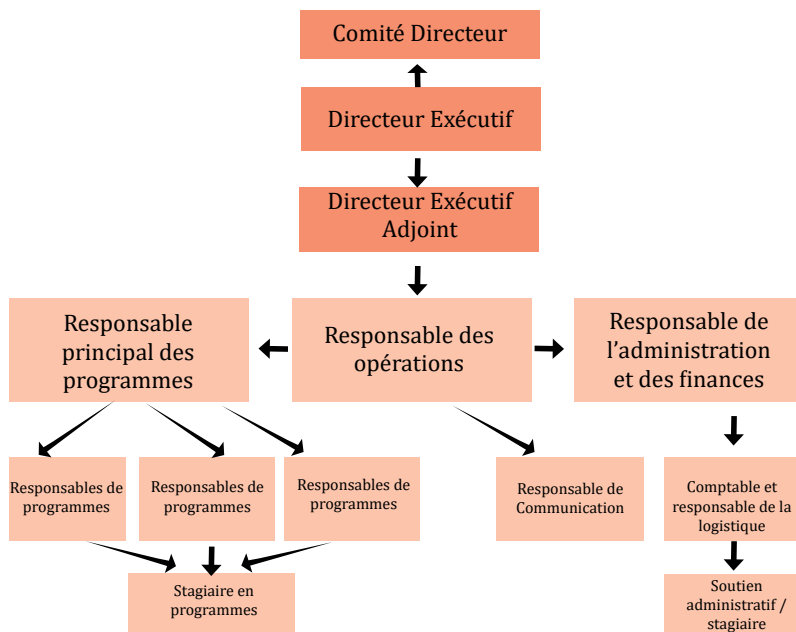 Comité Directeur
Directeur Exécutif
Directeur Exécutif
Adjoint
Responsable
principal des
programmes
Responsable des
opérations
Responsable de
l’administration
et des finances
Responsables de
programmes
Responsables de
programmes
Responsables de
programmes
Responsable de
Communication
Comptable et
responsable de la
logistique
Stagiaire en
programmes
Soutien
administratif /
stagiaire